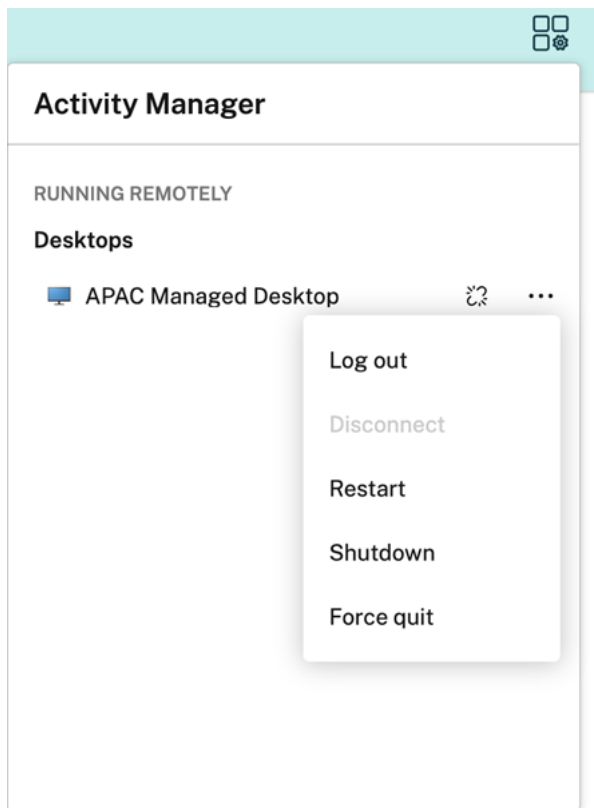 Activity Manager
RUNNING REMOTELY
Desktops
APAC Managed Desktop
Log out
Disconnect
Restart
Shutdown
Force quit